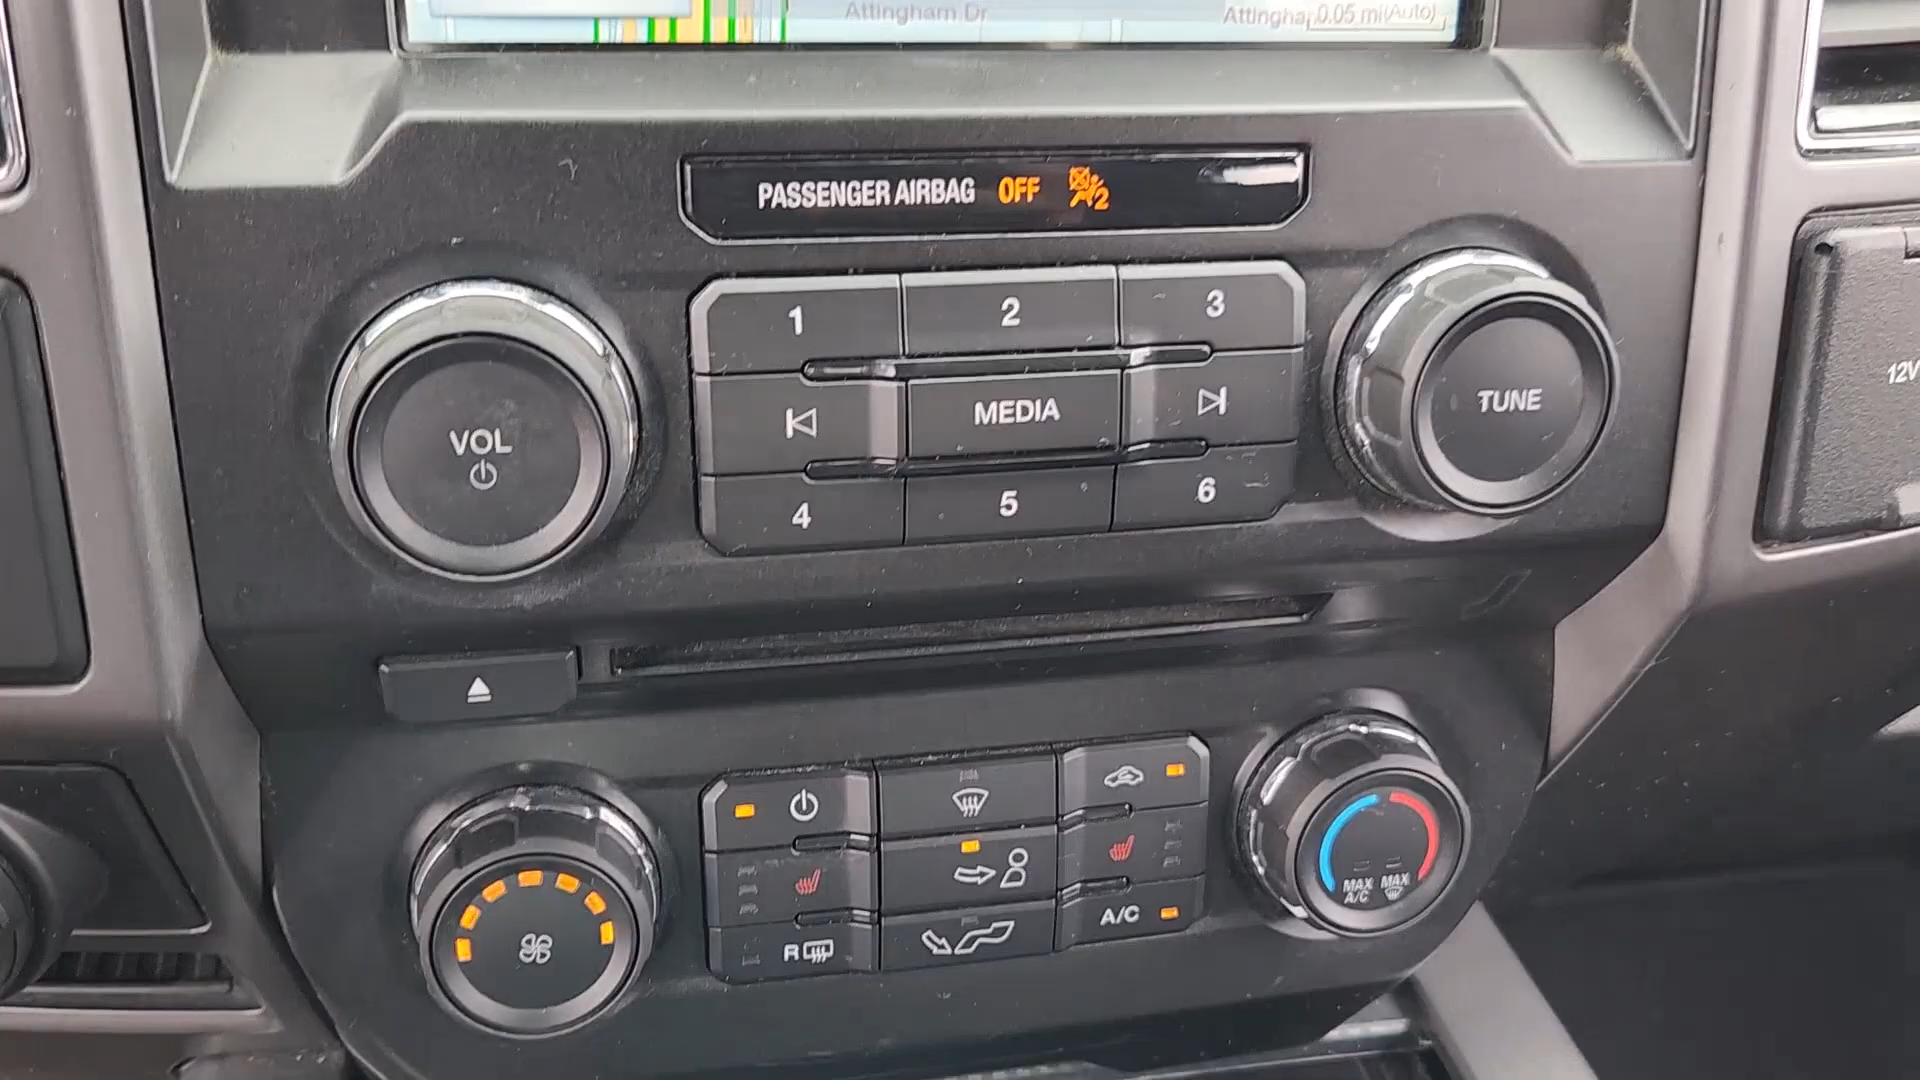 Attingham Dr
0.05 mi(Auto)
PASSENGER AIRBAG OFF 2
1 2 3
MEDIA
4 5 6
VOL
TUNE
12V
R
A/C
MAX A/C
MAX